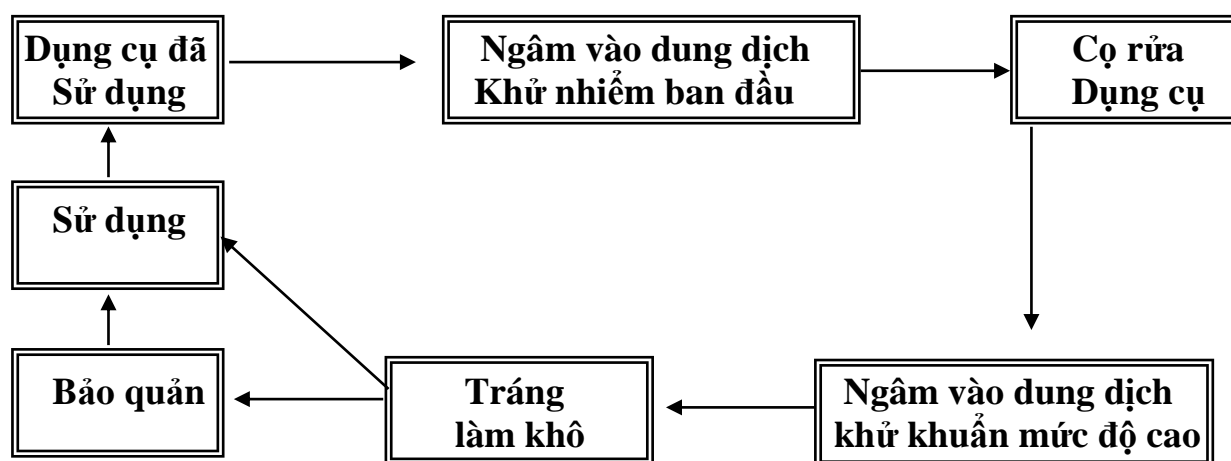 Dụng cụ đã
Sử dụng
Ngâm vào dung dịch
Khử nhiểm ban đầu
Cọ rửa
Dụng cụ
Sử dụng
Bảo quản
Tráng
làm khô
Ngâm vào dung dịch
khử khuẩn mức độ cao